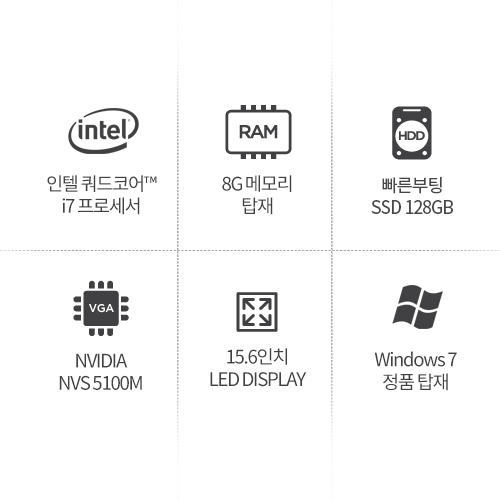 intel
인텔 쿼드코어™
i7 프로세서
RAM
8G 메모리
탑재
HDD
빠른부팅
SSD 128GB
VGA
NVIDIA
NVS 5100M
15.6인치
LED DISPLAY
Windows 7
정품 탑재